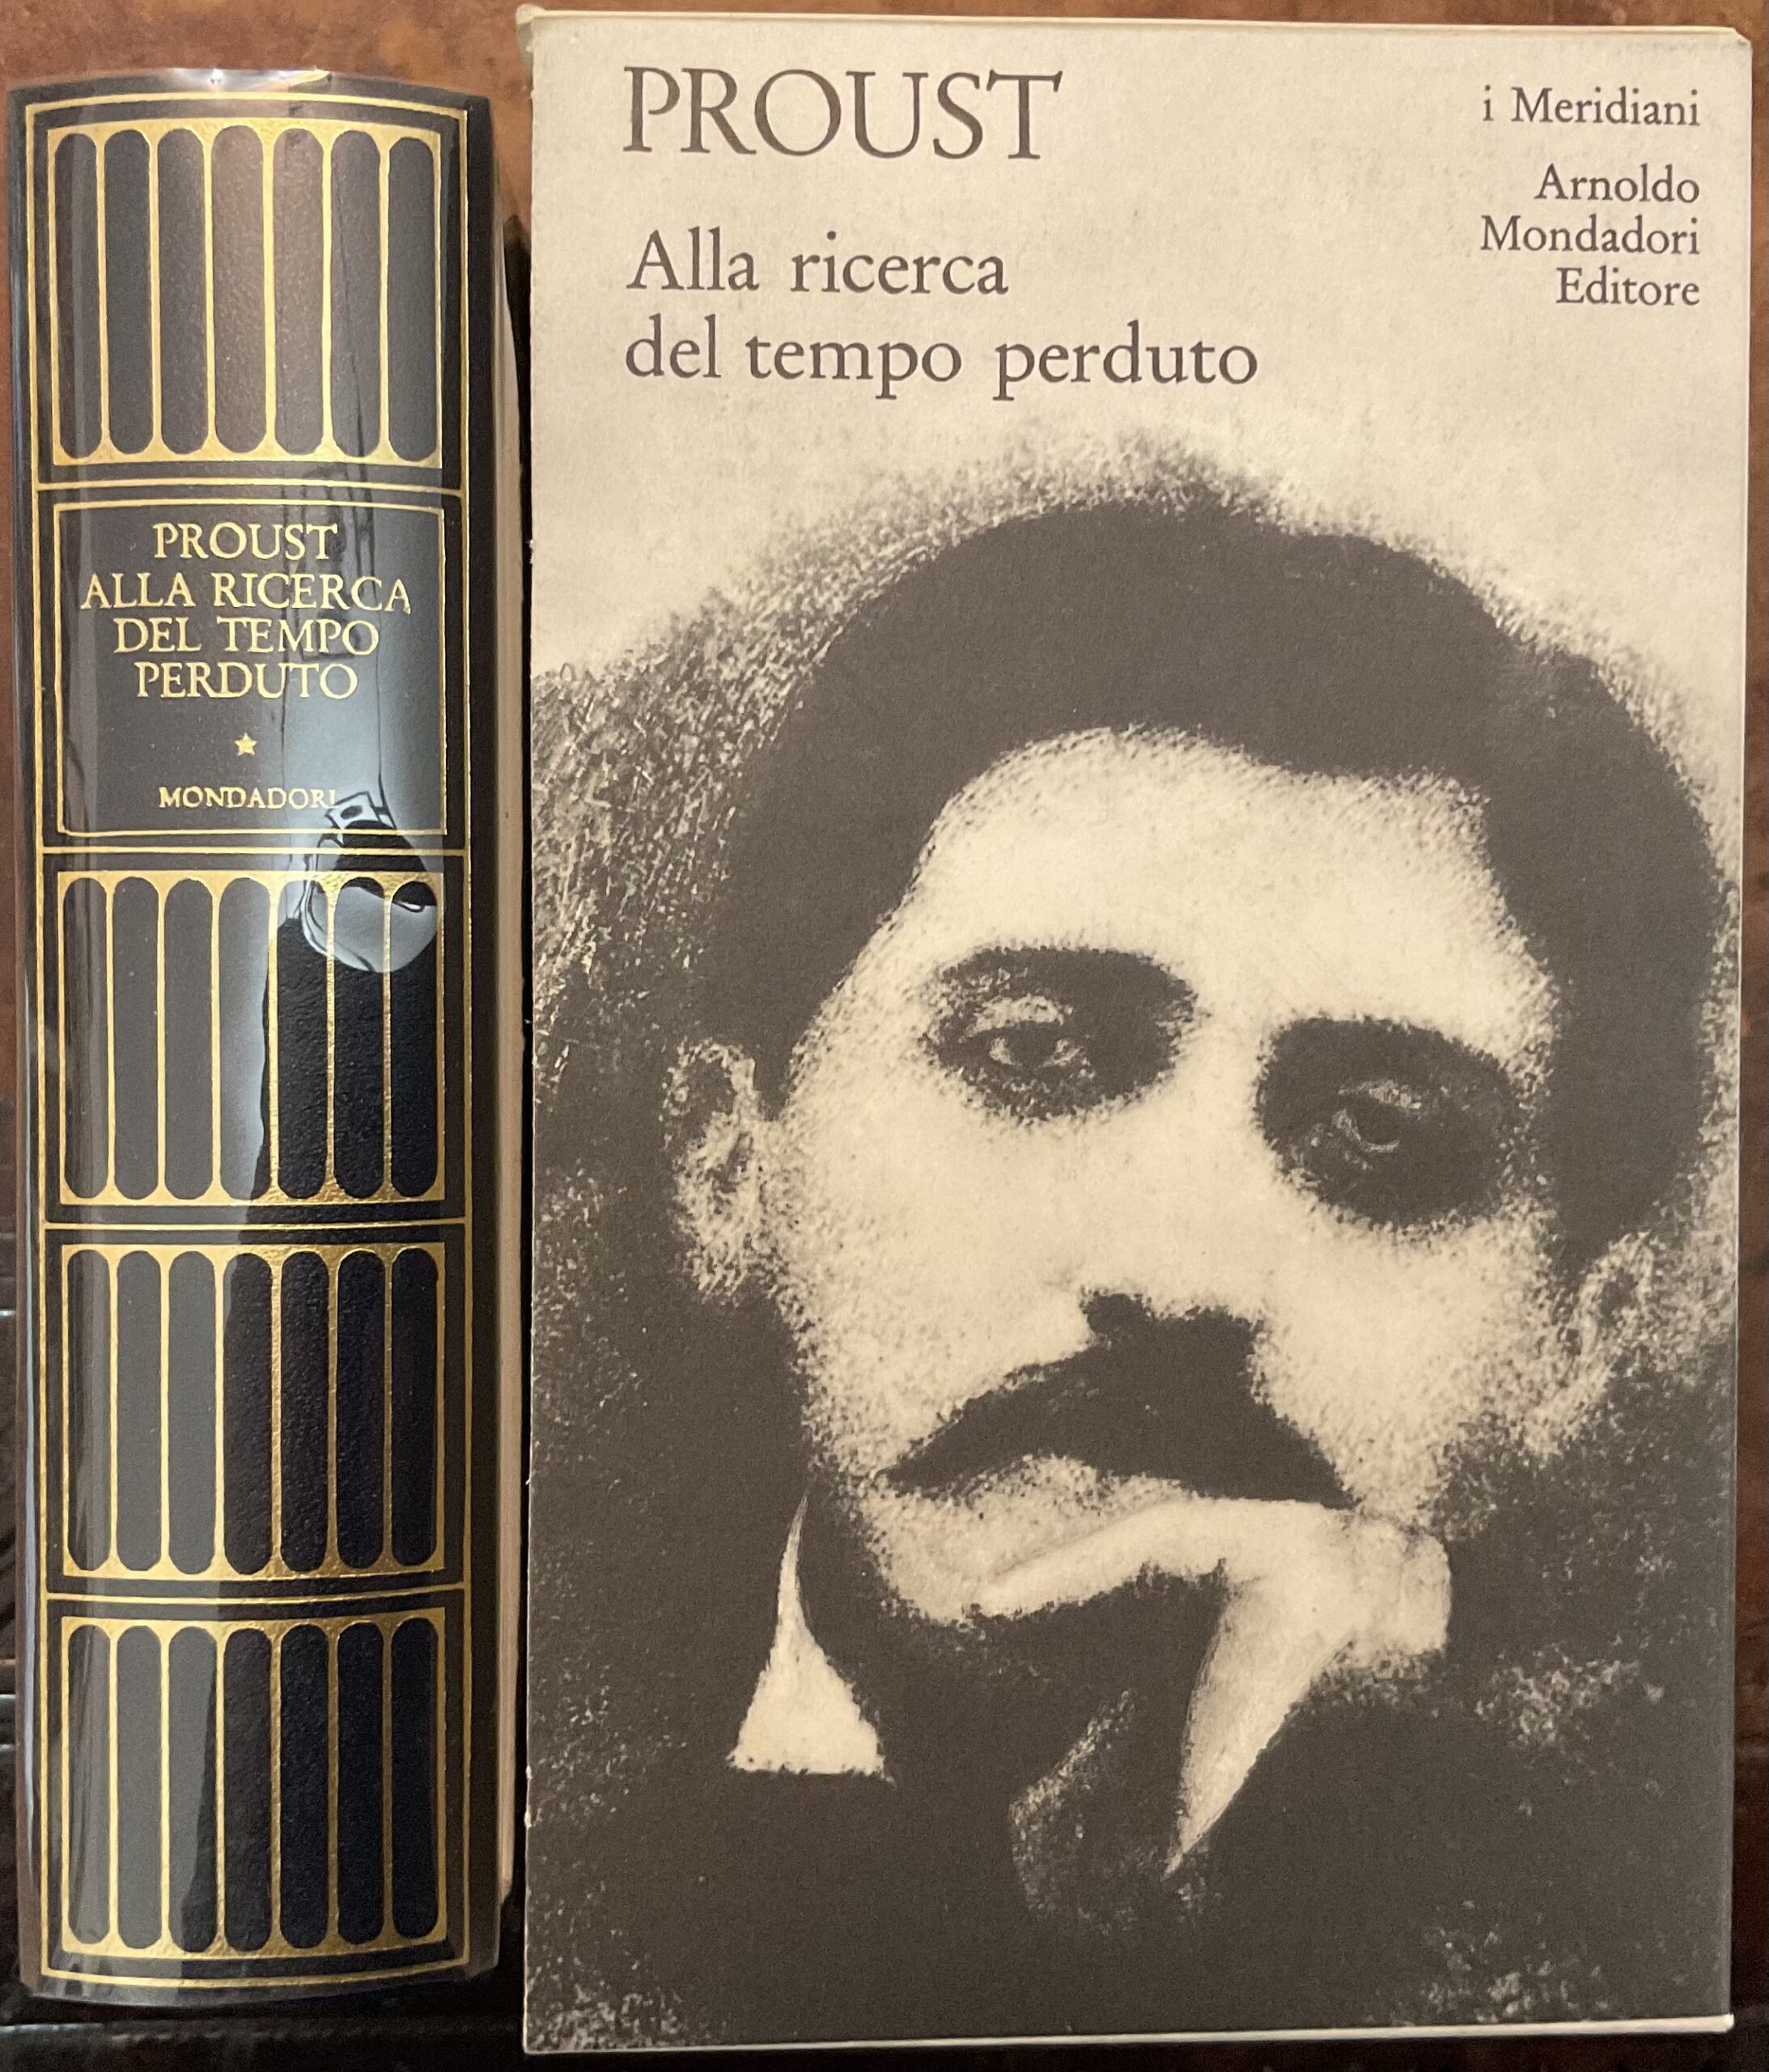 PROUST
ALLA RICERCA
DEL TEMPO
PERDUTO
MONDADORI
PROUST
Alla ricerca
del tempo perduto
i Meridiani
Arnoldo
Mondadori
Editore